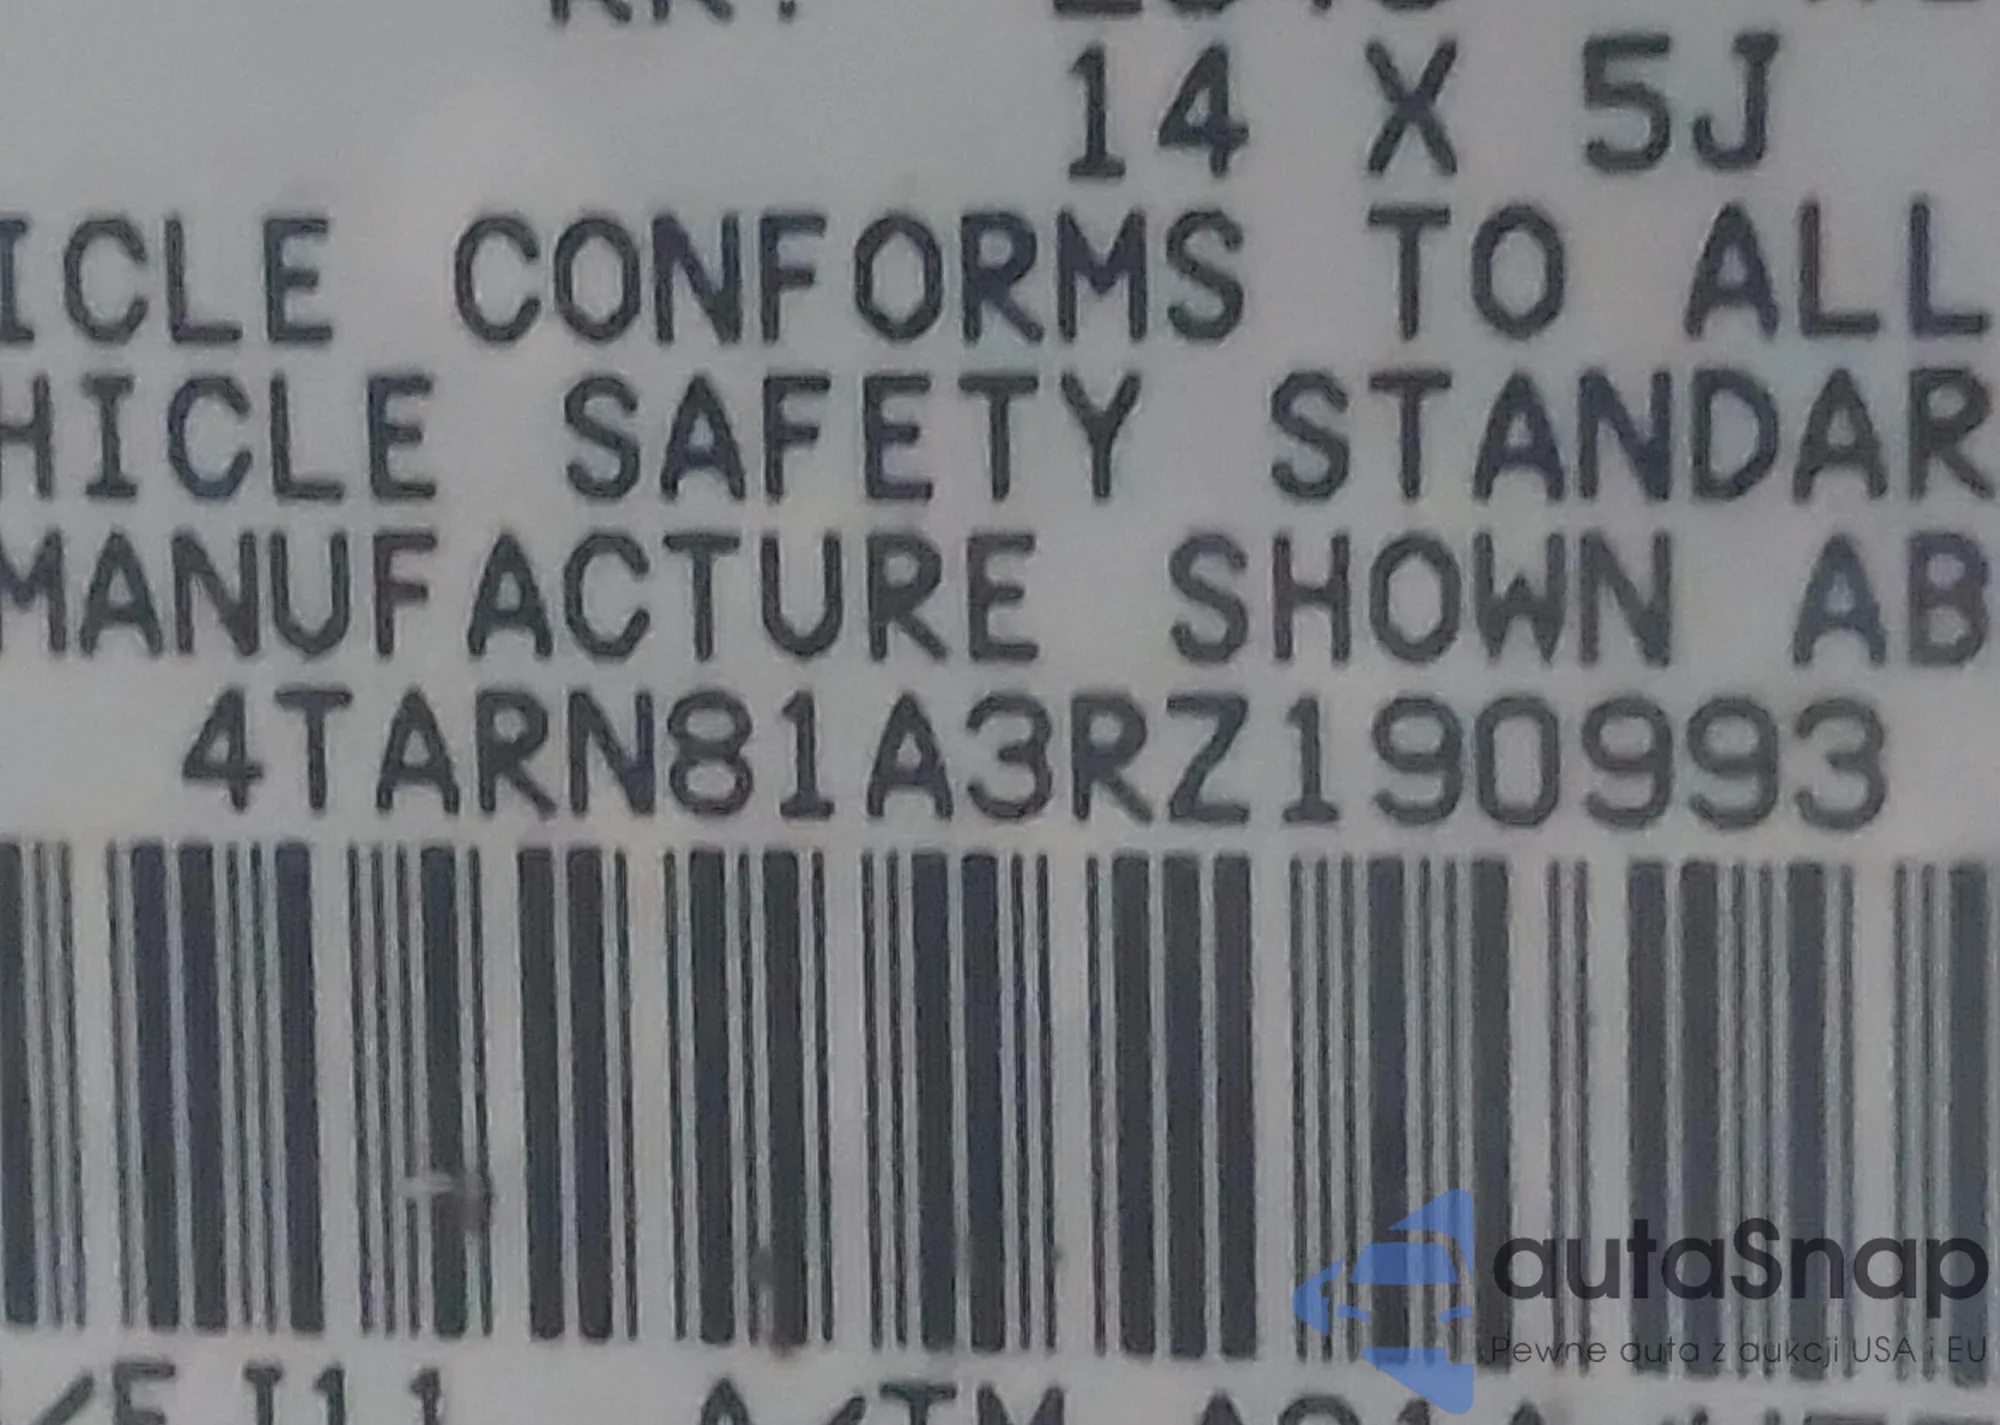 14 X 5J
ICLE CONFORMS TO ALL
HICLE SAFETY STANDAR
MANUFACTURE SHOWN AB
4TARN81A3RZ190993
autaSnap
Pewne auta z aukcji USA i EU